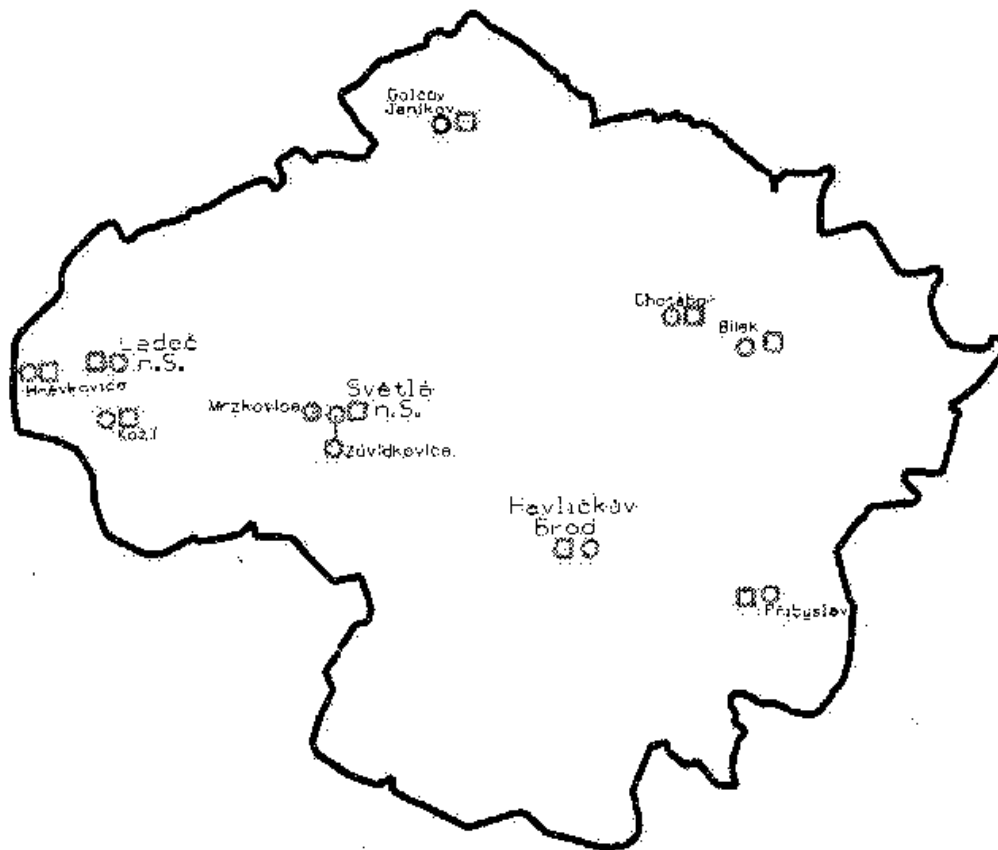 Golčův
Jeníkov
Chotěboř
Bílek
Ledeč
n.S.
Hněvkovice
Kožlí
Světlá
n.S.
Mrzkovice
Závidkovice
Havlíčkův
Brod
Přibyslav